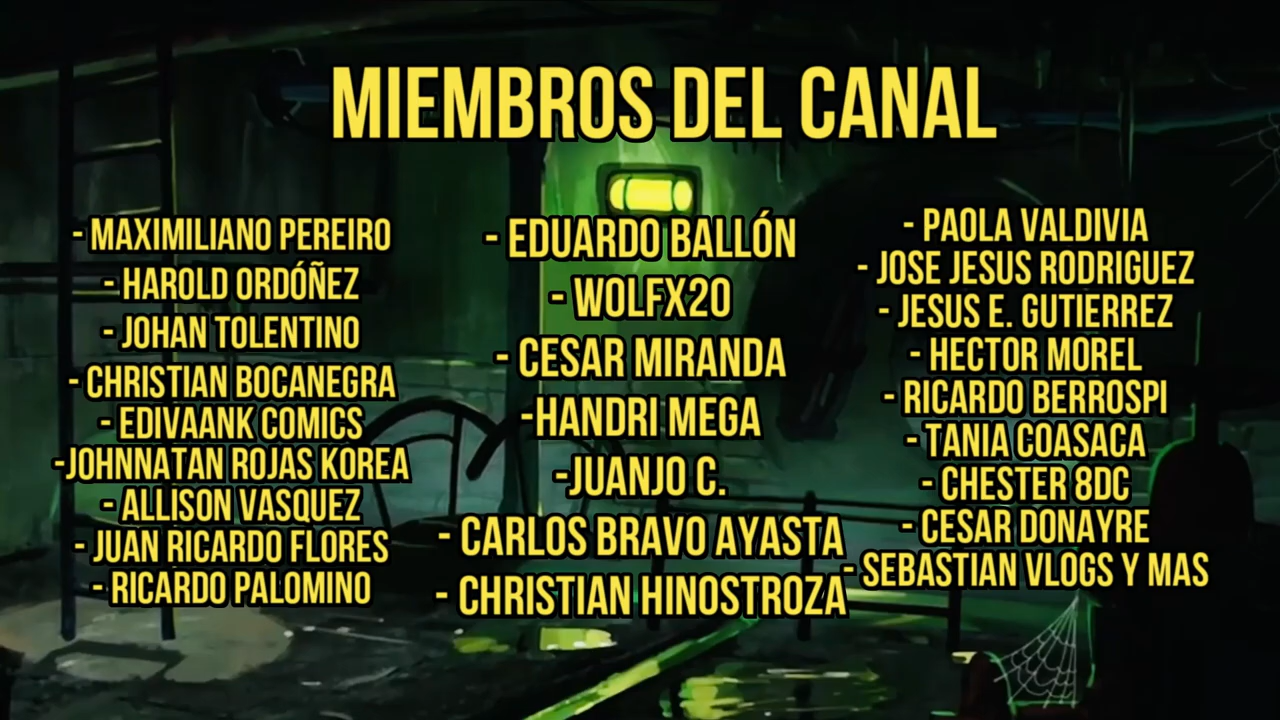 MIEMBROS DEL CANAL
- MAXIMILIANO PEREIRO
- HAROLD ORDÓÑEZ
- JOHAN TOLENTINO
- CHRISTIAN BOCANEGRA
- EDIVAANK COMICS
-JOHNNATAN ROJAS KOREA
- ALLISON VASQUEZ
- JUAN RICARDO FLORES
- RICARDO PALOMINO
- EDUARDO BALLÓN
- WOLFX20
- CESAR MIRANDA
-HANDRI MEGA
-JUANJO C.
- CARLOS BRAVO AYASTA
- CHRISTIAN HINOSTROZA
- PAOLA VALDIVIA
- JOSE JESUS RODRIGUEZ
- JESUS E. GUTIERREZ
- HECTOR MOREL
- RICARDO BERROSPI
- TANIA COASACA
- CHESTER 8DC
- CESAR DONAYRE
- SEBASTIAN VLOGS Y MAS